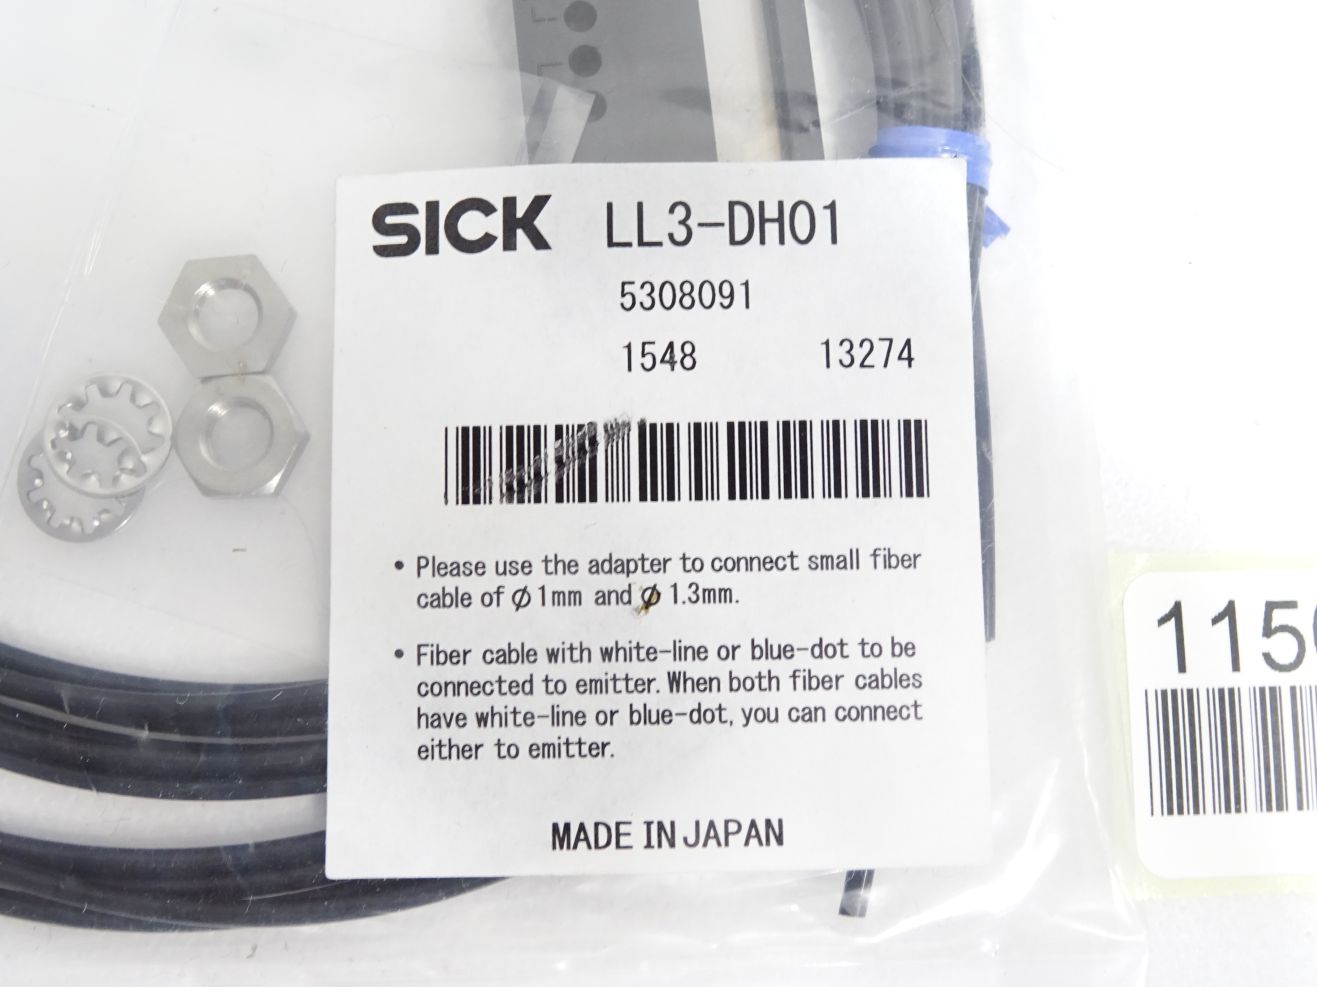 SICK LL3-DH01
5308091
1548 13274
• Please use the adapter to connect small fiber
cable of ϕ1mm and ϕ 1.3mm.
• Fiber cable with white-line or blue-dot to be
connected to emitter. When both fiber cables
have white-line or blue-dot, you can connect
either to emitter.
MADE IN JAPAN
115